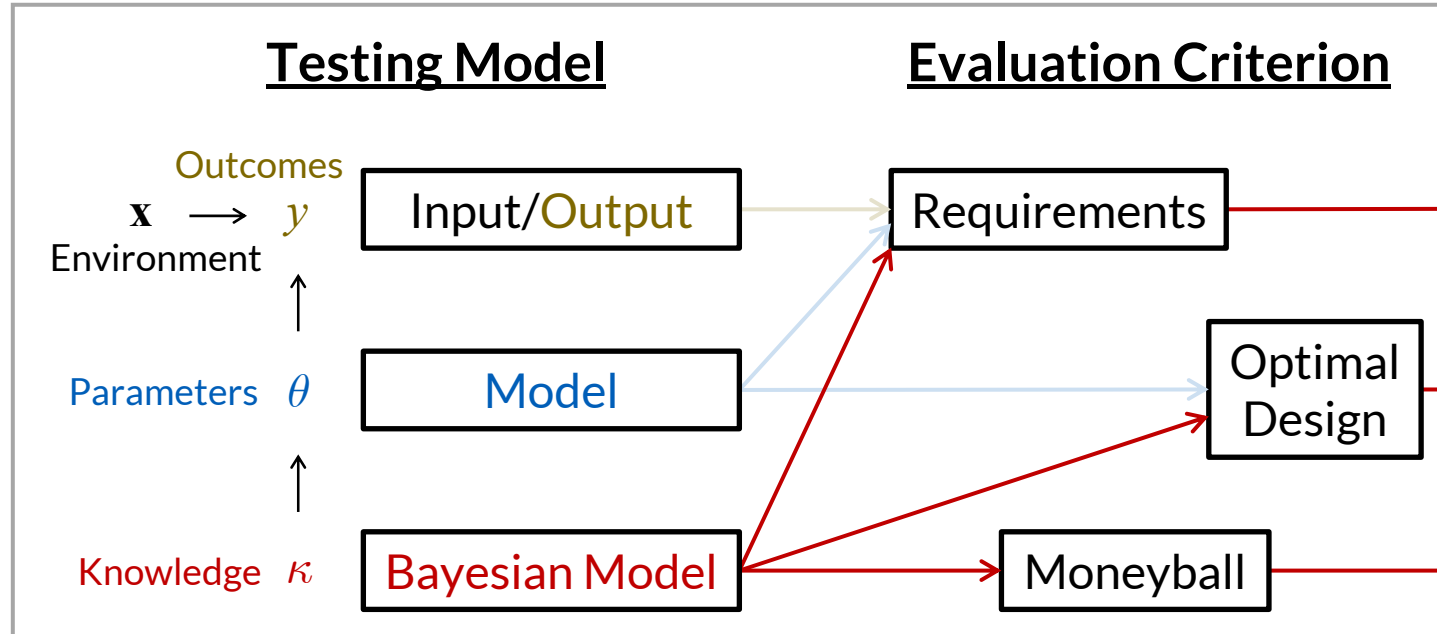 Testing Model
Evaluation Criterion
Outcomes
x → y
Environment
Input/Output
Requirements
Parameters θ
Model
Optimal
Design
Knowledge κ
Bayesian Model
Moneyball